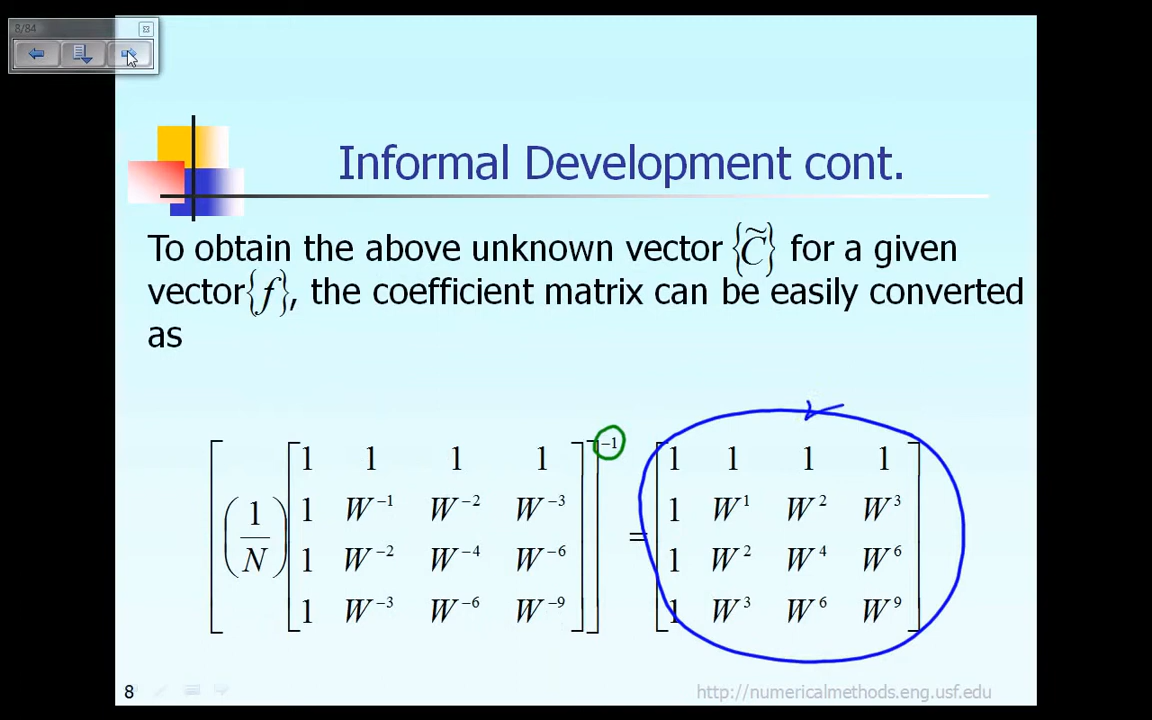 8/84
Informal Development cont.
To obtain the above unknown vector {C̃} for a given
vector{f}, the coefficient matrix can be easily converted
as
[(1/N)[1 1 1 1; 1 W⁻¹ W⁻² W⁻³; 1 W⁻² W⁻⁴ W⁻⁶; 1 W⁻³ W⁻⁶ W⁻⁹]]⁻¹ = [1 1 1 1; 1 W¹ W² W³; 1 W² W⁴ W⁶; 1 W³ W⁶ W⁹]
8
http://numericalmethods.eng.usf.edu